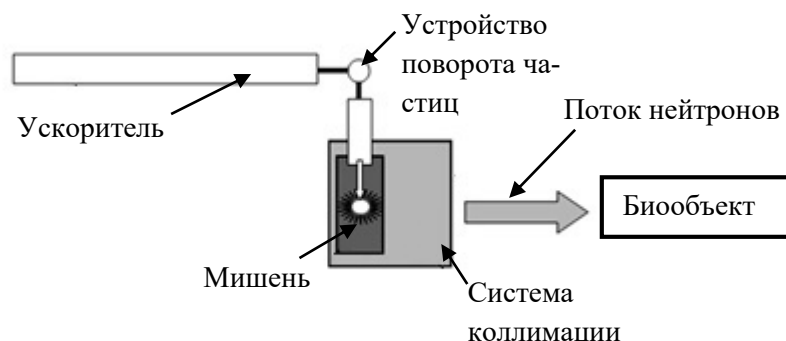 Устройство
поворота ча-
стиц
Ускоритель
Поток нейтронов
Биообъект
Мишень
Система
коллимации